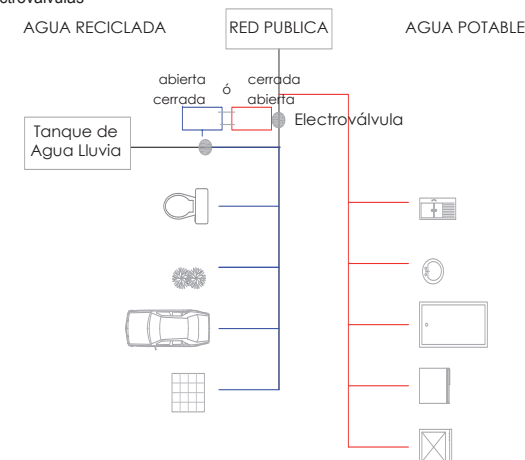 AGUA RECICLADA
RED PUBLICA
AGUA POTABLE
abierta
cerrada
ó
cerrada
abierta
Electroválvula
Tanque de
Agua Lluvia